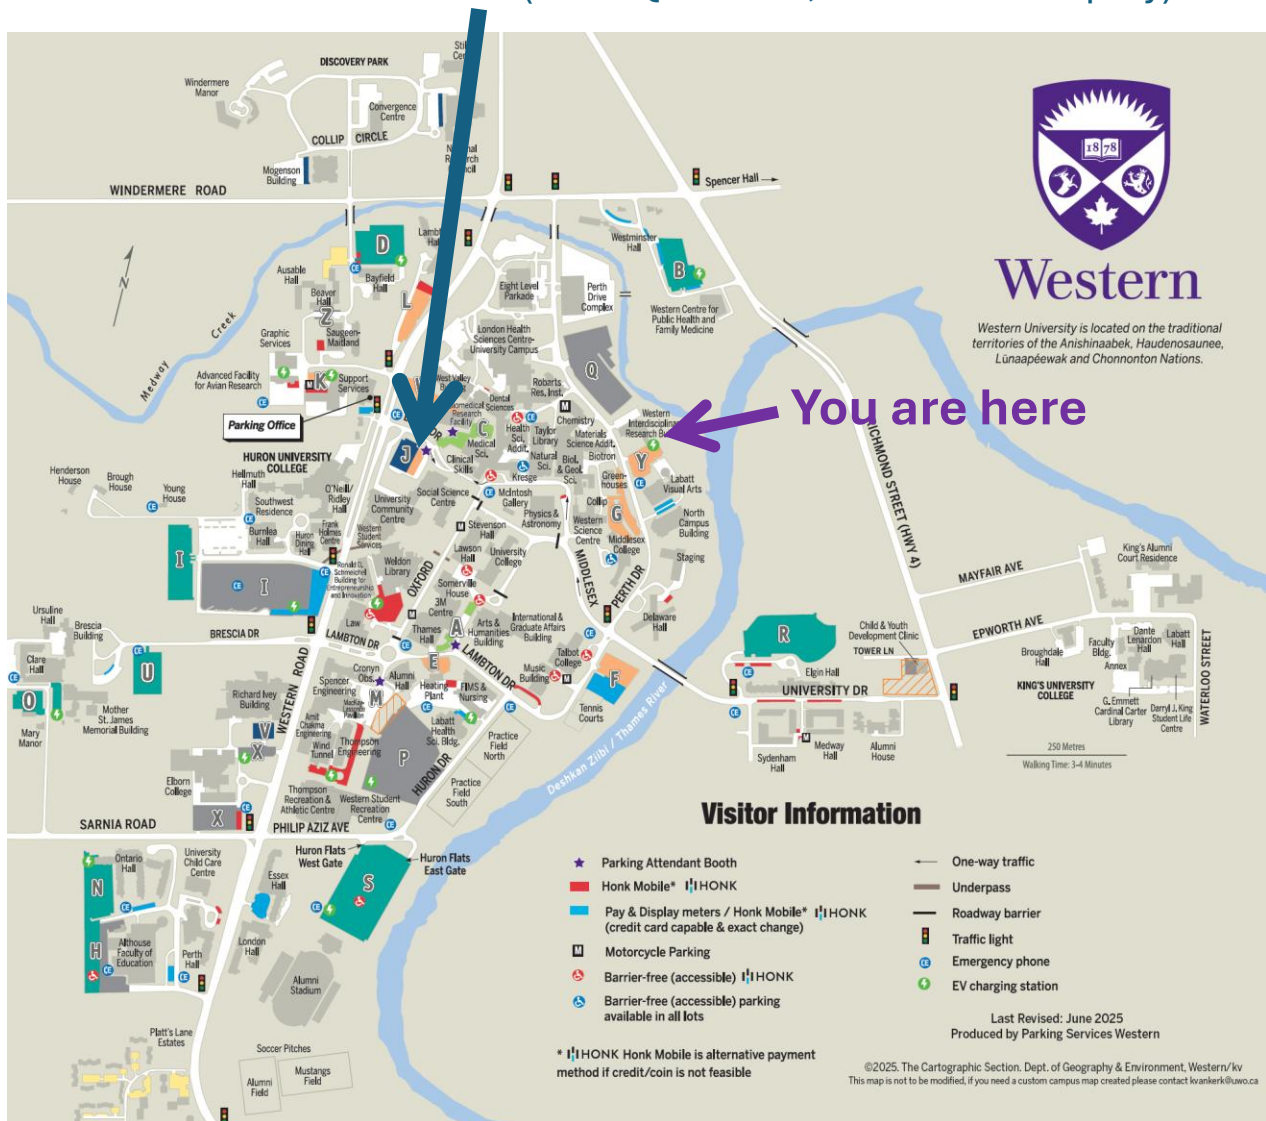 DISCOVERY PARK
Windermere
Manor
Convergence
Centre
COLLIP CIRCLE
Mogenson
Building
WINDERMERE ROAD
Spencer Hall
1878
Western
Western University is located on the traditional
territories of the Anishinaabek, Haudenosaunee,
Lūnaapéewak and Chonnonton Nations.
Westminster
Hall
B
Western Centre for
Public Health and
Family Medicine
D
Bayfield
Hall
L
N
Ausable
Hall
Beaver
Hall
Z
Saugeen-
Maitland
Graphic
Services
Medway
Creek
Eight Level
Parkade
Perth
Drive
Complex
London Health
Sciences Centre-
University Campus
Q
Advanced Facility
for Avian Research
K
Support
Services
Parking Office
Dental
Sciences
Robarts
Res. Inst.
Chemistry
You are here
Western
Materials
Science Addit.
Biotron
Health
Sci.
Addit.
Taylor
Library
C
Medical
Sci.
Natural
Sci.
Biol.
& Geol.
Sci.
Kresge
Clinical
Skills
J
HURON UNIVERSITY
COLLEGE
Y
Green-
houses
Labatt
Visual Arts
G
Western
Science
Centre
Middlesex
College
North
Campus
Building
Staging
RICHMOND STREET (HWY 4)
Henderson
House
Brough
House
Young
House
Hellmuth
Hall
Southwest
Residence
O'Neill/
Ridley
Hall
Burnlea
Hall
Huron
Dining
Hall
Frank
Holmes
Centre
Western
Student
Services
University
Community
Centre
Social Science
Centre
McIntosh
Gallery
Physics &
Astronomy
Stevenson
Hall
Lawson
Hall
University
College
Weldon
Library
OXFORD
Somerville
House
3M
Centre
MIDDLESEX
PERTH DR
Delaware
Hall
I
I
Ronald D.
Schmeichel
Building for
Entrepreneurship
and Innovation
Law
LAMBTON DR
Thames
Hall
A
Arts &
Humanities
Building
International &
Graduate Affairs
Building
Talbot
College
LAMBTON DR
Music
Building
E
F
Tennis
Courts
Ursuline
Hall
Brescia
Building
BRESCIA DR
Clare
Hall
U
O
Mary
Manor
Mother
St. James
Memorial Building
WESTERN ROAD
Richard Ivey
Building
V
X
Elborn
College
X
Cronyn
Obs.
Spencer
Engineering
M
Alumni
Hall
Heating
Plant
FIMS &
Nursing
Labatt
Health
Sci. Bldg.
Amit
Chakma
Engineering
Wind
Tunnel
Thompson
Engineering
P
HURON DR
Practice
Field
North
Practice
Field
South
Thompson
Recreation &
Athletic Centre
Western Student
Recreation
Centre
Deshkan Ziibi / Thames River
R
Elgin Hall
Child & Youth
Development Clinic
TOWER LN
UNIVERSITY DR
Sydenham
Hall
Medway
Hall
Alumni
House
MAYFAIR AVE
EPWORTH AVE
King's Alumni
Court Residence
Broughdale
Hall
Faculty
Bldg.
Annex
Dante
Lenardon
Hall
Labatt
Hall
KING'S UNIVERSITY
COLLEGE
G. Emmett
Cardinal Carter
Library
Darryl J. King
Student Life
Centre
WATERLOO STREET
250 Metres
Walking Time: 3-4 Minutes
SARNIA ROAD
PHILIP AZIZ AVE
Huron Flats
West Gate
Huron Flats
East Gate
S
Ontario
Hall
University
Child Care
Centre
N
H
Althouse
Faculty of
Education
Perth
Hall
Essex
Hall
London
Hall
Alumni
Stadium
Platt's Lane
Estates
Soccer Pitches
Alumni
Field
Mustangs
Field
Visitor Information
Parking Attendant Booth
Honk Mobile* HONK
Pay & Display meters / Honk Mobile* HONK
(credit card capable & exact change)
M Motorcycle Parking
Barrier-free (accessible) HONK
Barrier-free (accessible) parking
available in all lots
* HONK Honk Mobile is alternative payment
method if credit/coin is not feasible
One-way traffic
Underpass
Roadway barrier
Traffic light
CE Emergency phone
EV charging station
Last Revised: June 2025
Produced by Parking Services Western
©2025. The Cartographic Section. Dept. of Geography & Environment, Western/kv
This map is not to be modified, if you need a custom campus map created please contact kvankerk@uwo.ca